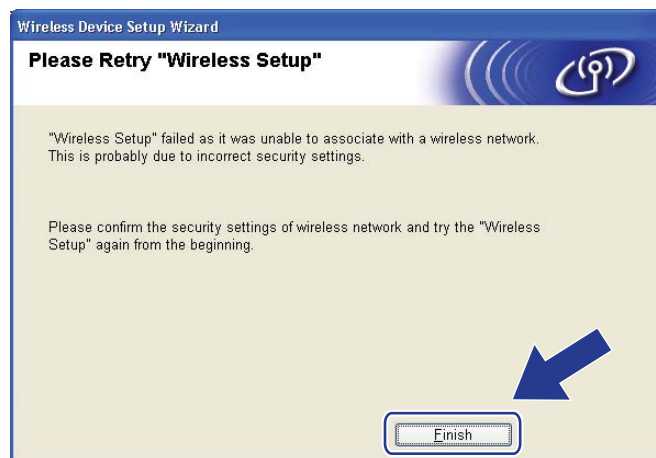 Wireless Device Setup Wizard
Please Retry "Wireless Setup"
"Wireless Setup" failed as it was unable to associate with a wireless network.
This is probably due to incorrect security settings.
Please confirm the security settings of wireless network and try the "Wireless
Setup" again from the beginning.
Finish